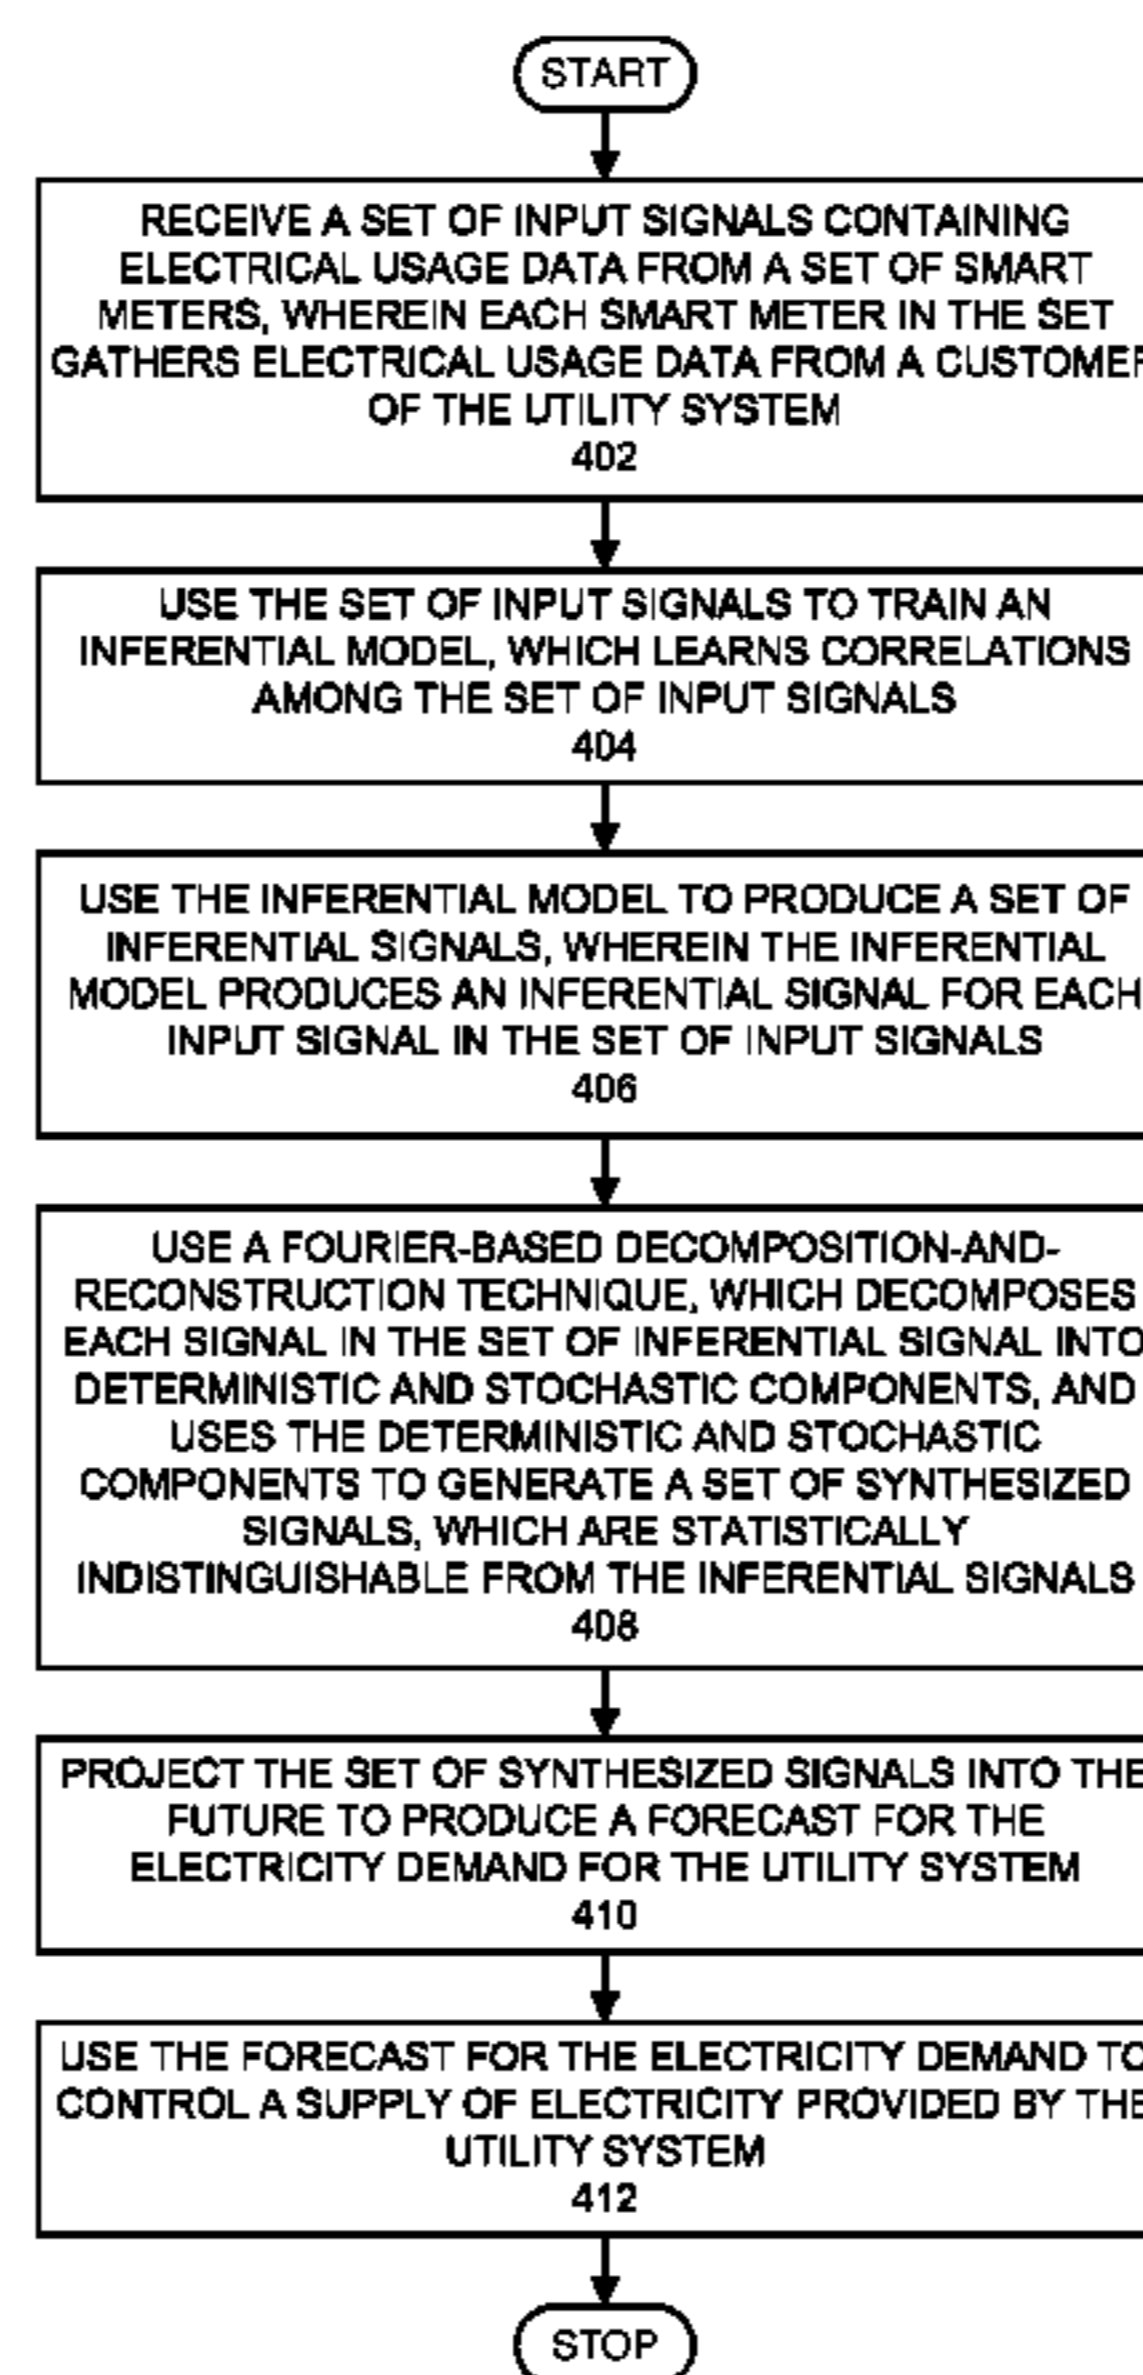 START
RECEIVE A SET OF INPUT SIGNALS CONTAINING
ELECTRICAL USAGE DATA FROM A SET OF SMART
METERS, WHEREIN EACH SMART METER IN THE SET
GATHERS ELECTRICAL USAGE DATA FROM A CUSTOMER
OF THE UTILITY SYSTEM
402
USE THE SET OF INPUT SIGNALS TO TRAIN AN
INFERENTIAL MODEL, WHICH LEARNS CORRELATIONS
AMONG THE SET OF INPUT SIGNALS
404
USE THE INFERENTIAL MODEL TO PRODUCE A SET OF
INFERENTIAL SIGNALS, WHEREIN THE INFERENTIAL
MODEL PRODUCES AN INFERENTIAL SIGNAL FOR EACH
INPUT SIGNAL IN THE SET OF INPUT SIGNALS
406
USE A FOURIER-BASED DECOMPOSITION-AND-
RECONSTRUCTION TECHNIQUE, WHICH DECOMPOSES
EACH SIGNAL IN THE SET OF INFERENTIAL SIGNAL INTO
DETERMINISTIC AND STOCHASTIC COMPONENTS, AND
USES THE DETERMINISTIC AND STOCHASTIC
COMPONENTS TO GENERATE A SET OF SYNTHESIZED
SIGNALS, WHICH ARE STATISTICALLY
INDISTINGUISHABLE FROM THE INFERENTIAL SIGNALS
408
PROJECT THE SET OF SYNTHESIZED SIGNALS INTO THE
FUTURE TO PRODUCE A FORECAST FOR THE
ELECTRICITY DEMAND FOR THE UTILITY SYSTEM
410
USE THE FORECAST FOR THE ELECTRICITY DEMAND TO
CONTROL A SUPPLY OF ELECTRICITY PROVIDED BY THE
UTILITY SYSTEM
412
STOP